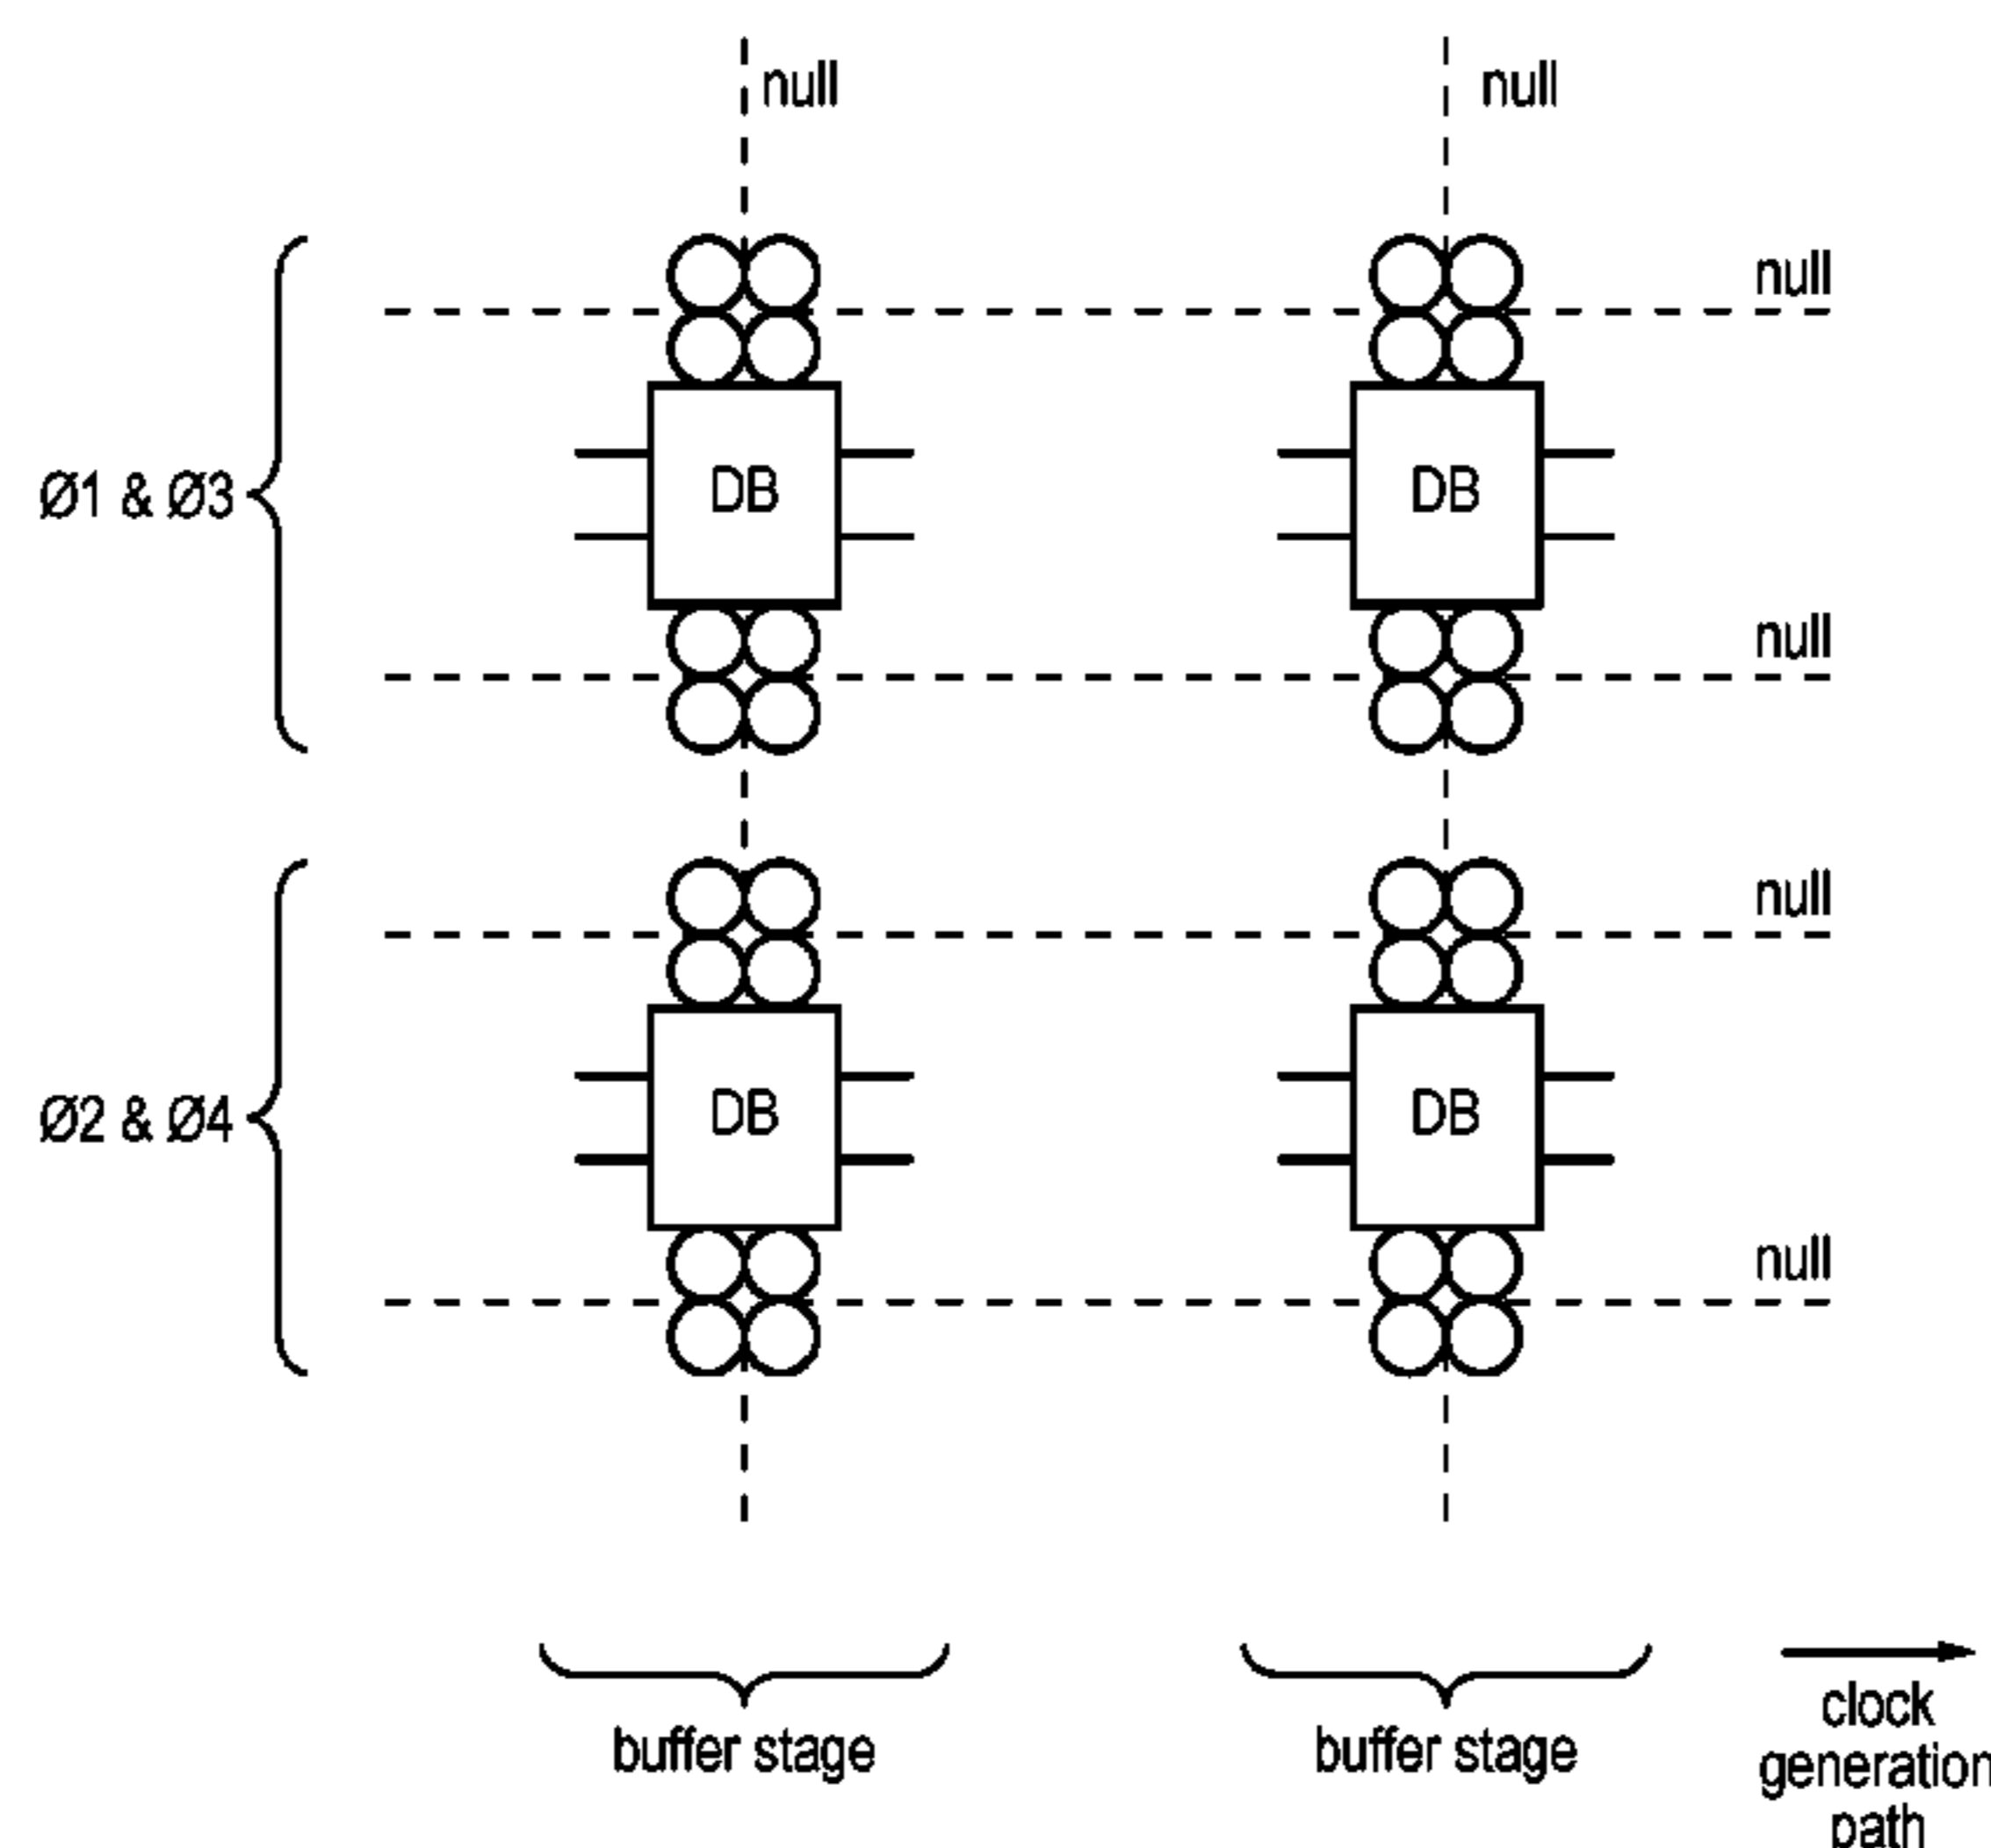 null
null
null
Ø1 & Ø3
DB
DB
null
null
Ø2 & Ø4
DB
DB
null
buffer stage
buffer stage
clock
generation
path